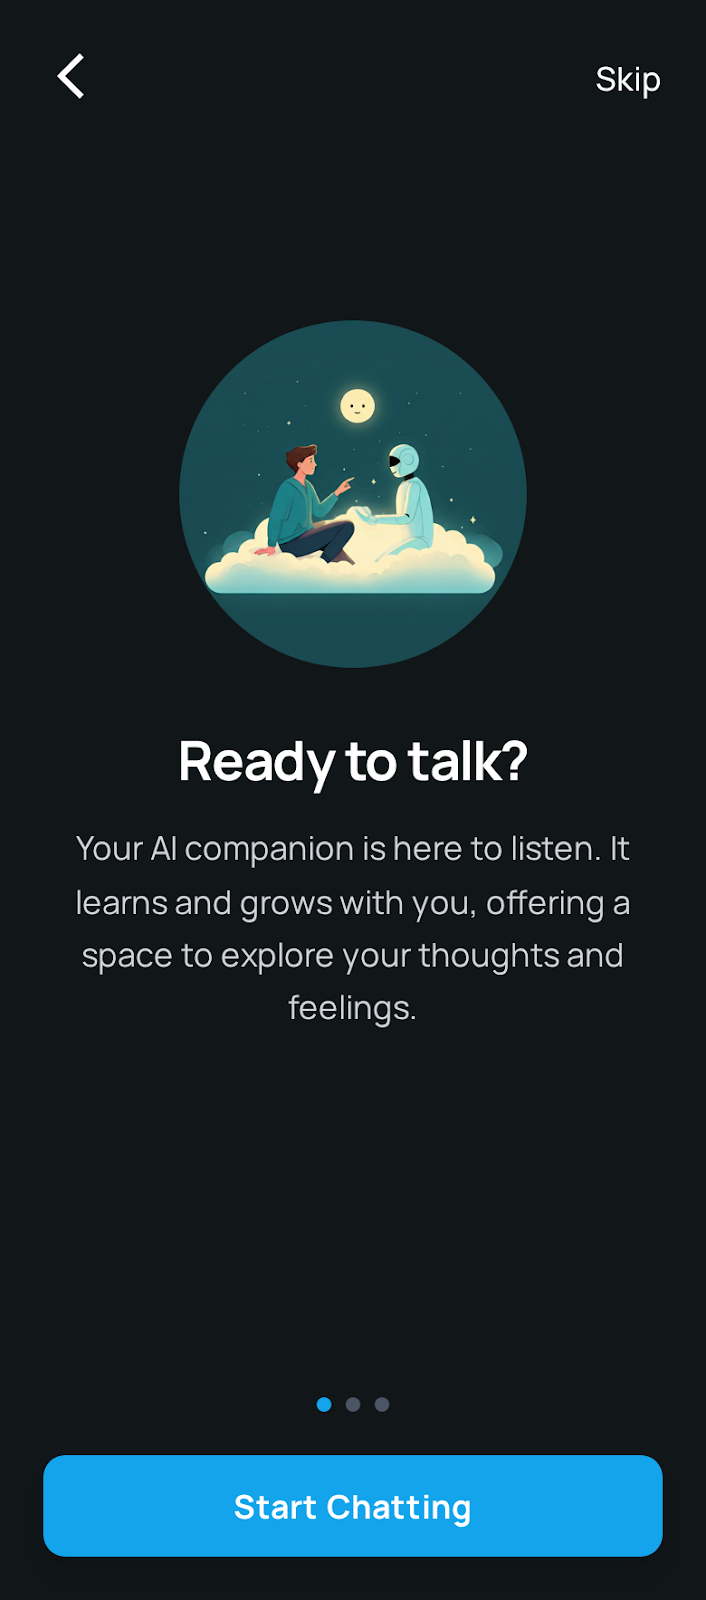 Skip
Ready to talk?
Your AI companion is here to listen. It
learns and grows with you, offering a
space to explore your thoughts and
feelings.
Start Chatting